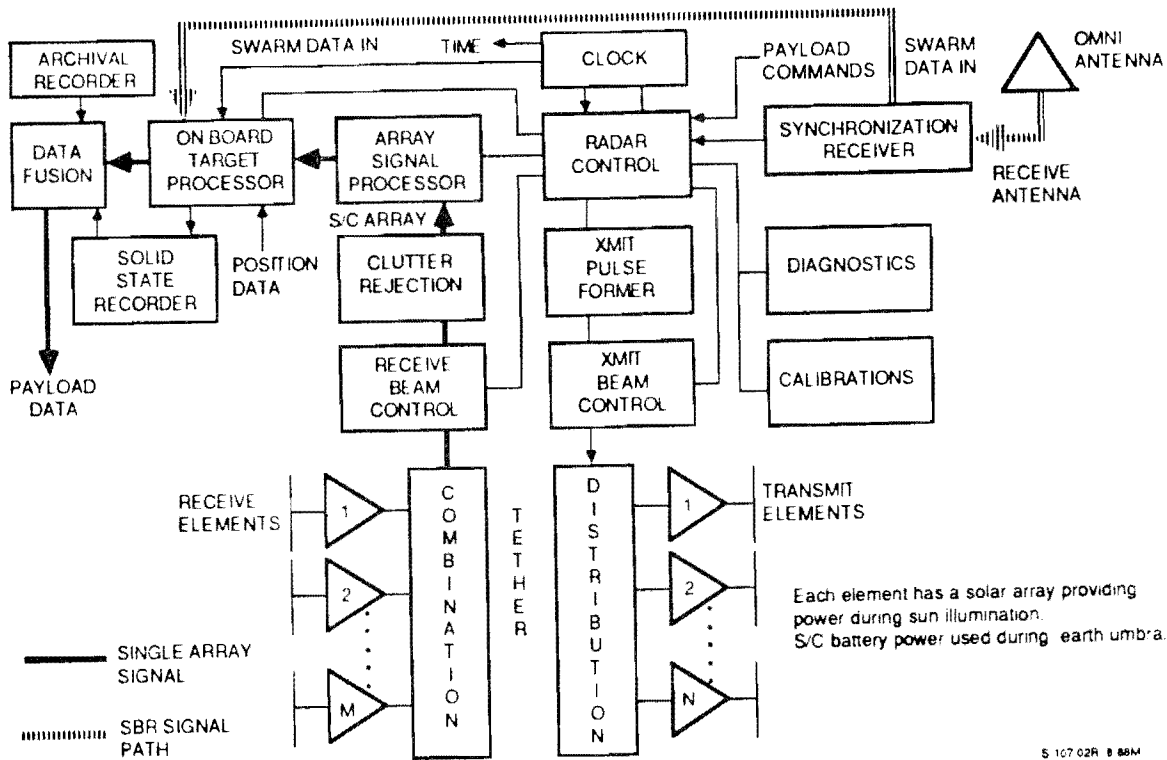 SWARM DATA IN
TIME
CLOCK
PAYLOAD
COMMANDS
SWARM
DATA IN
OMNI
ANTENNA
ARCHIVAL
RECORDER
DATA
FUSION
ON BOARD
TARGET
PROCESSOR
ARRAY
SIGNAL
PROCESSOR
RADAR
CONTROL
SYNCHRONIZATION
RECEIVER
RECEIVE
ANTENNA
S/C ARRAY
SOLID
STATE
RECORDER
POSITION
DATA
CLUTTER
REJECTION
XMIT
PULSE
FORMER
DIAGNOSTICS
PAYLOAD
DATA
RECEIVE
BEAM
CONTROL
XMIT
BEAM
CONTROL
CALIBRATIONS
RECEIVE
ELEMENTS
1
2
M
COMBINATION
TETHER
DISTRIBUTION
1
2
N
TRANSMIT
ELEMENTS
Each element has a solar array providing
power during sun illumination.
S/C battery power used during earth umbra.
SINGLE ARRAY
SIGNAL
SBR SIGNAL
PATH
S 107 02R 8 88M